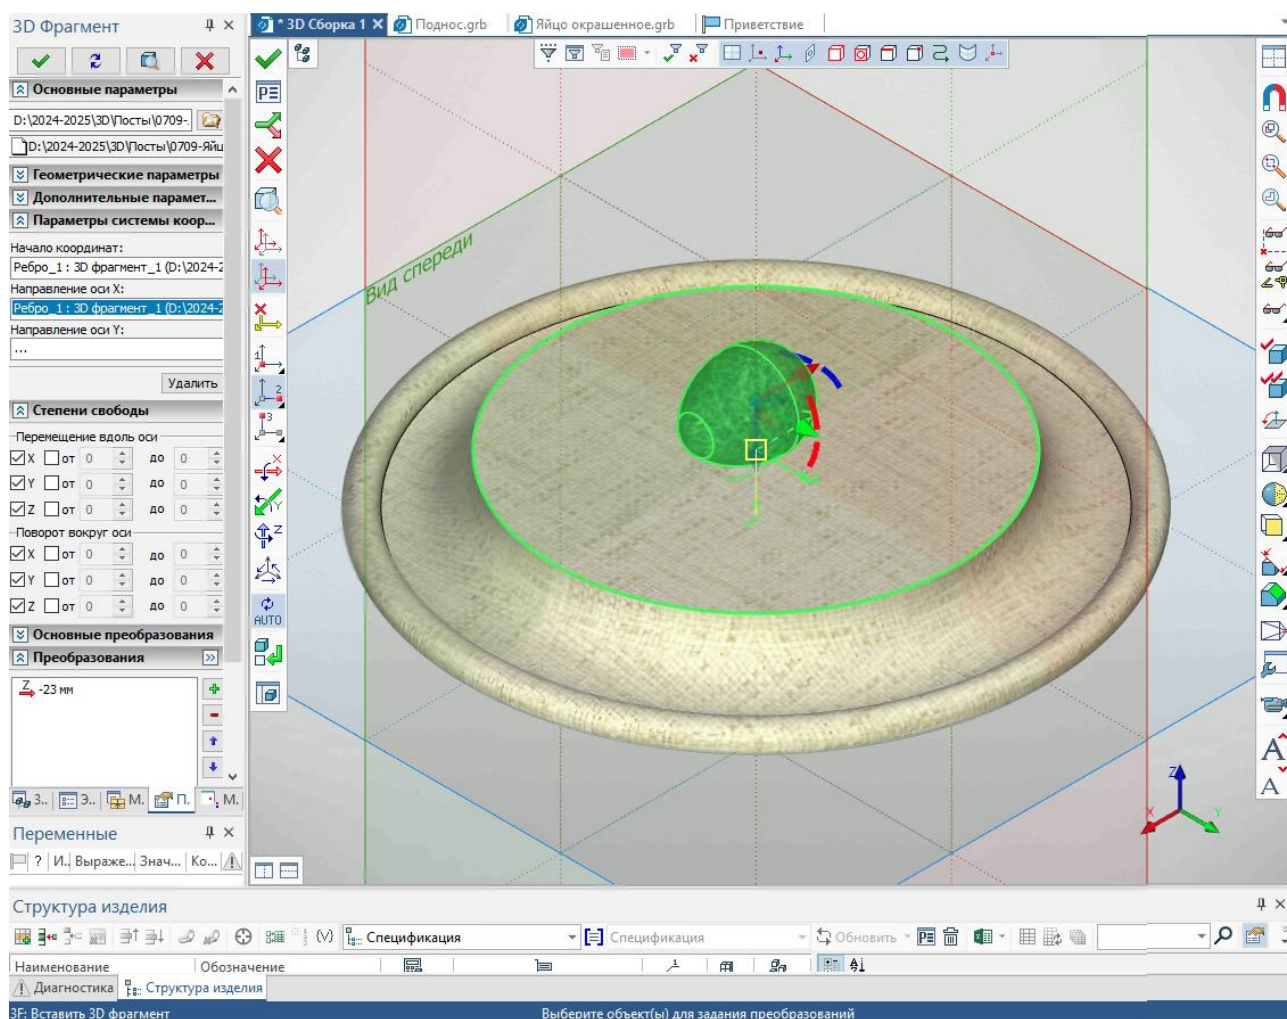 3D Фрагмент
* 3D Сборка 1
Поднос.grb
Яйцо окрашенное.grb
Приветствие
Основные параметры
D:\2024-2025\3D\Посты\0709-.
D:\2024-2025\3D\Посты\0709-Яйц
Геометрические параметры
Дополнительные парамет...
Параметры системы коор...
Начало координат:
Ребро_1 : 3D фрагмент_1 (D:\2024-2
Направление оси X:
Ребро_1 : 3D фрагмент_1 (D:\2024-2
Направление оси Y:
...
Удалить
Степени свободы
Перемещение вдоль оси
X от 0 до 0
Y от 0 до 0
Z от 0 до 0
Поворот вокруг оси
X от 0 до 0
Y от 0 до 0
Z от 0 до 0
Основные преобразования
Преобразования
Z -23 мм
З.. Э.. М. П. М.
Переменные
? И.. Выраже... Знач... Ко...
AUTO
Вид спереди
Z
X
Y
Структура изделия
Спецификация
Спецификация
Обновить
Наименование
Обозначение
Диагностика
Структура изделия
3F: Вставить 3D фрагмент
Выберите объект(ы) для задания преобразований